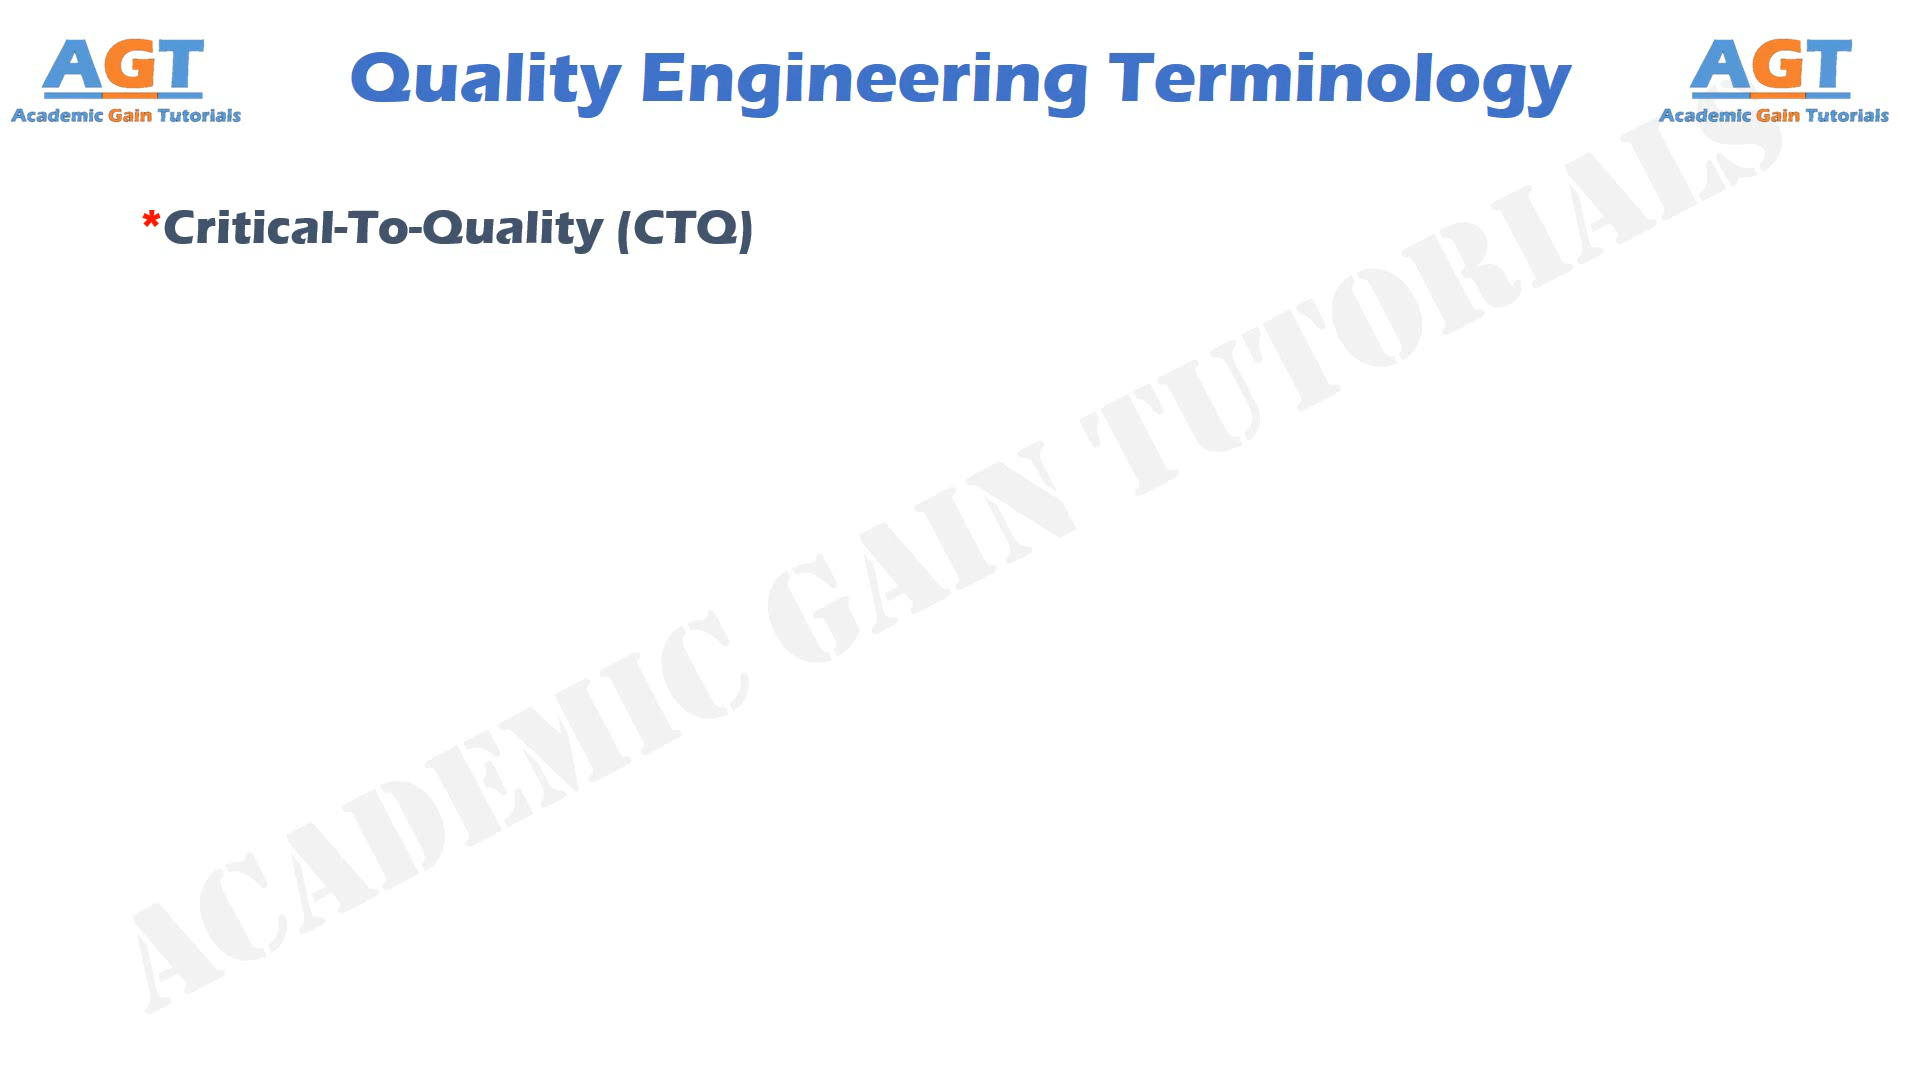 AGT
Academic Gain Tutorials
Quality Engineering Terminology
AGT
Academic Gain Tutorials
*Critical-To-Quality (CTQ)
ACADEMIC GAIN TUTORIALS